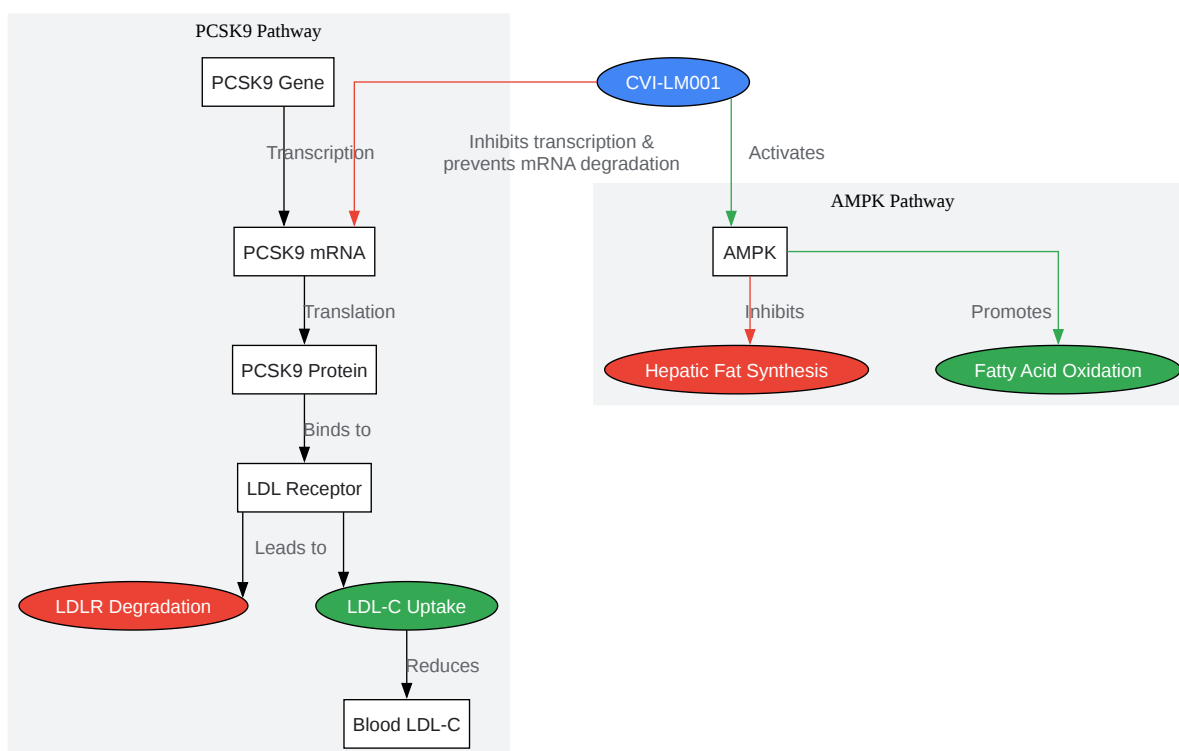 PCSK9 Pathway
PCSK9 Gene
CVI-LM001
Transcription
Inhibits transcription &
prevents mRNA degradation
Activates
AMPK Pathway
PCSK9 mRNA
AMPK
Translation
Inhibits
Promotes
PCSK9 Protein
Hepatic Fat Synthesis
Fatty Acid Oxidation
Binds to
LDL Receptor
Leads to
LDLR Degradation
LDL-C Uptake
Reduces
Blood LDL-C